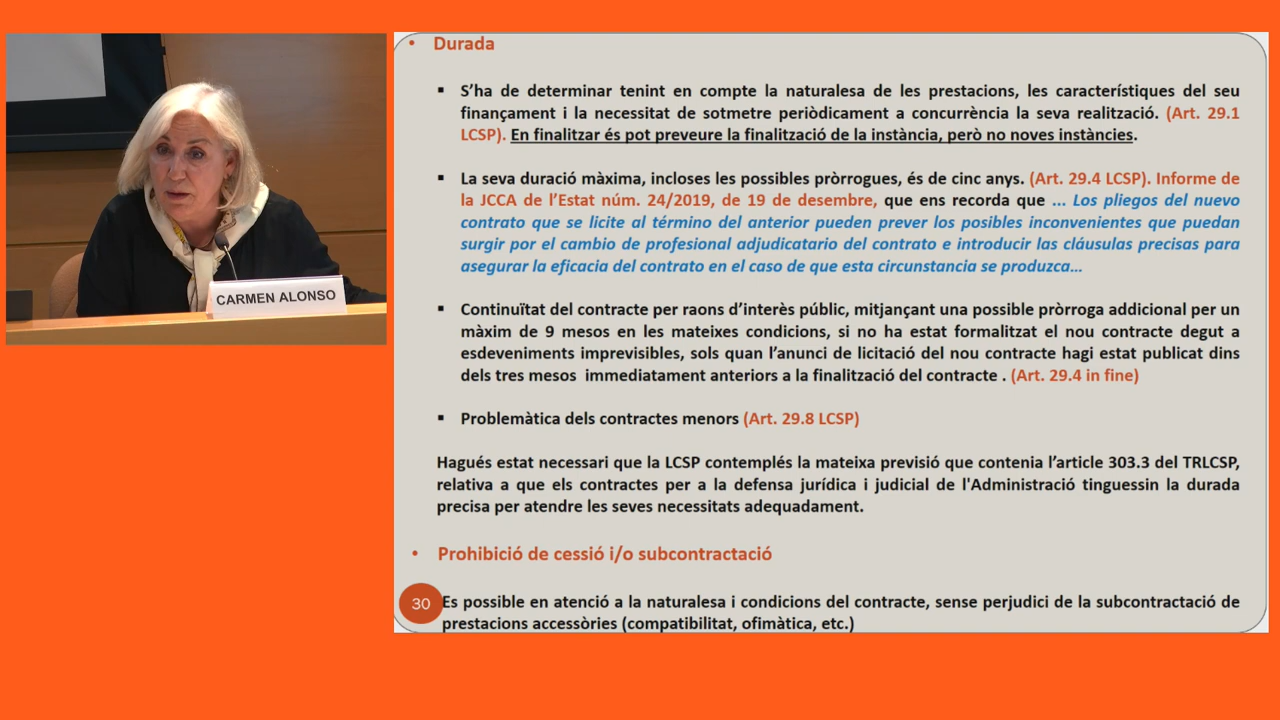 CARMEN ALONSO
• Durada
▪ S'ha de determinar tenint en compte la naturalesa de les prestacions, les característiques del seu
finançament i la necessitat de sotmetre periòdicament a concurrència la seva realització. (Art. 29.1
LCSP). En finalitzar és pot preveure la finalització de la instància, però no noves instàncies.
▪ La seva duració màxima, incloses les possibles pròrrogues, és de cinc anys. (Art. 29.4 LCSP). Informe de
la JCCA de l'Estat núm. 24/2019, de 19 de desembre, que ens recorda que ... Los pliegos del nuevo
contrato que se licite al término del anterior pueden prever los posibles inconvenientes que puedan
surgir por el cambio de profesional adjudicatario del contrato e introducir las cláusulas precisas para
asegurar la eficacia del contrato en el caso de que esta circunstancia se produzca...
▪ Continuïtat del contracte per raons d'interès públic, mitjançant una possible pròrroga addicional per un
màxim de 9 mesos en les mateixes condicions, si no ha estat formalitzat el nou contracte degut a
esdeveniments imprevisibles, sols quan l'anunci de licitació del nou contracte hagi estat publicat dins
dels tres mesos immediatament anteriors a la finalització del contracte . (Art. 29.4 in fine)
▪ Problemàtica dels contractes menors (Art. 29.8 LCSP)
Hagués estat necessari que la LCSP contemplés la mateixa previsió que contenia l'article 303.3 del TRLCSP,
relativa a que els contractes per a la defensa jurídica i judicial de l'Administració tinguessin la durada
precisa per atendre les seves necessitats adequadament.
• Prohibició de cessió i/o subcontractació
30 Es possible en atenció a la naturalesa i condicions del contracte, sense perjudici de la subcontractació de
prestacions accessòries (compatibilitat, ofimàtica, etc.)